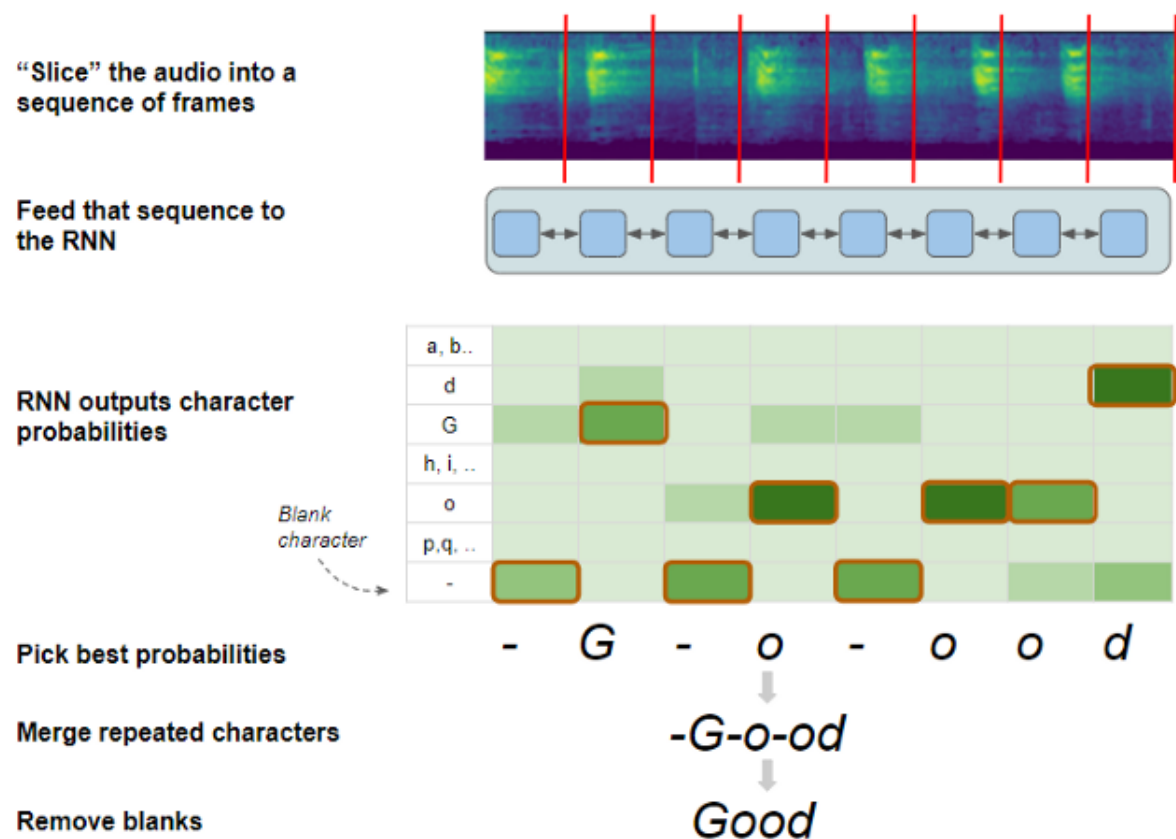 “Slice” the audio into a
sequence of frames
Feed that sequence to
the RNN
RNN outputs character
probabilities
Blank
character
a, b..
d
G
h, i, ..
o
p,q, ..
-
Pick best probabilities
- G - o - o o d
Merge repeated characters
-G-o-od
Remove blanks
Good